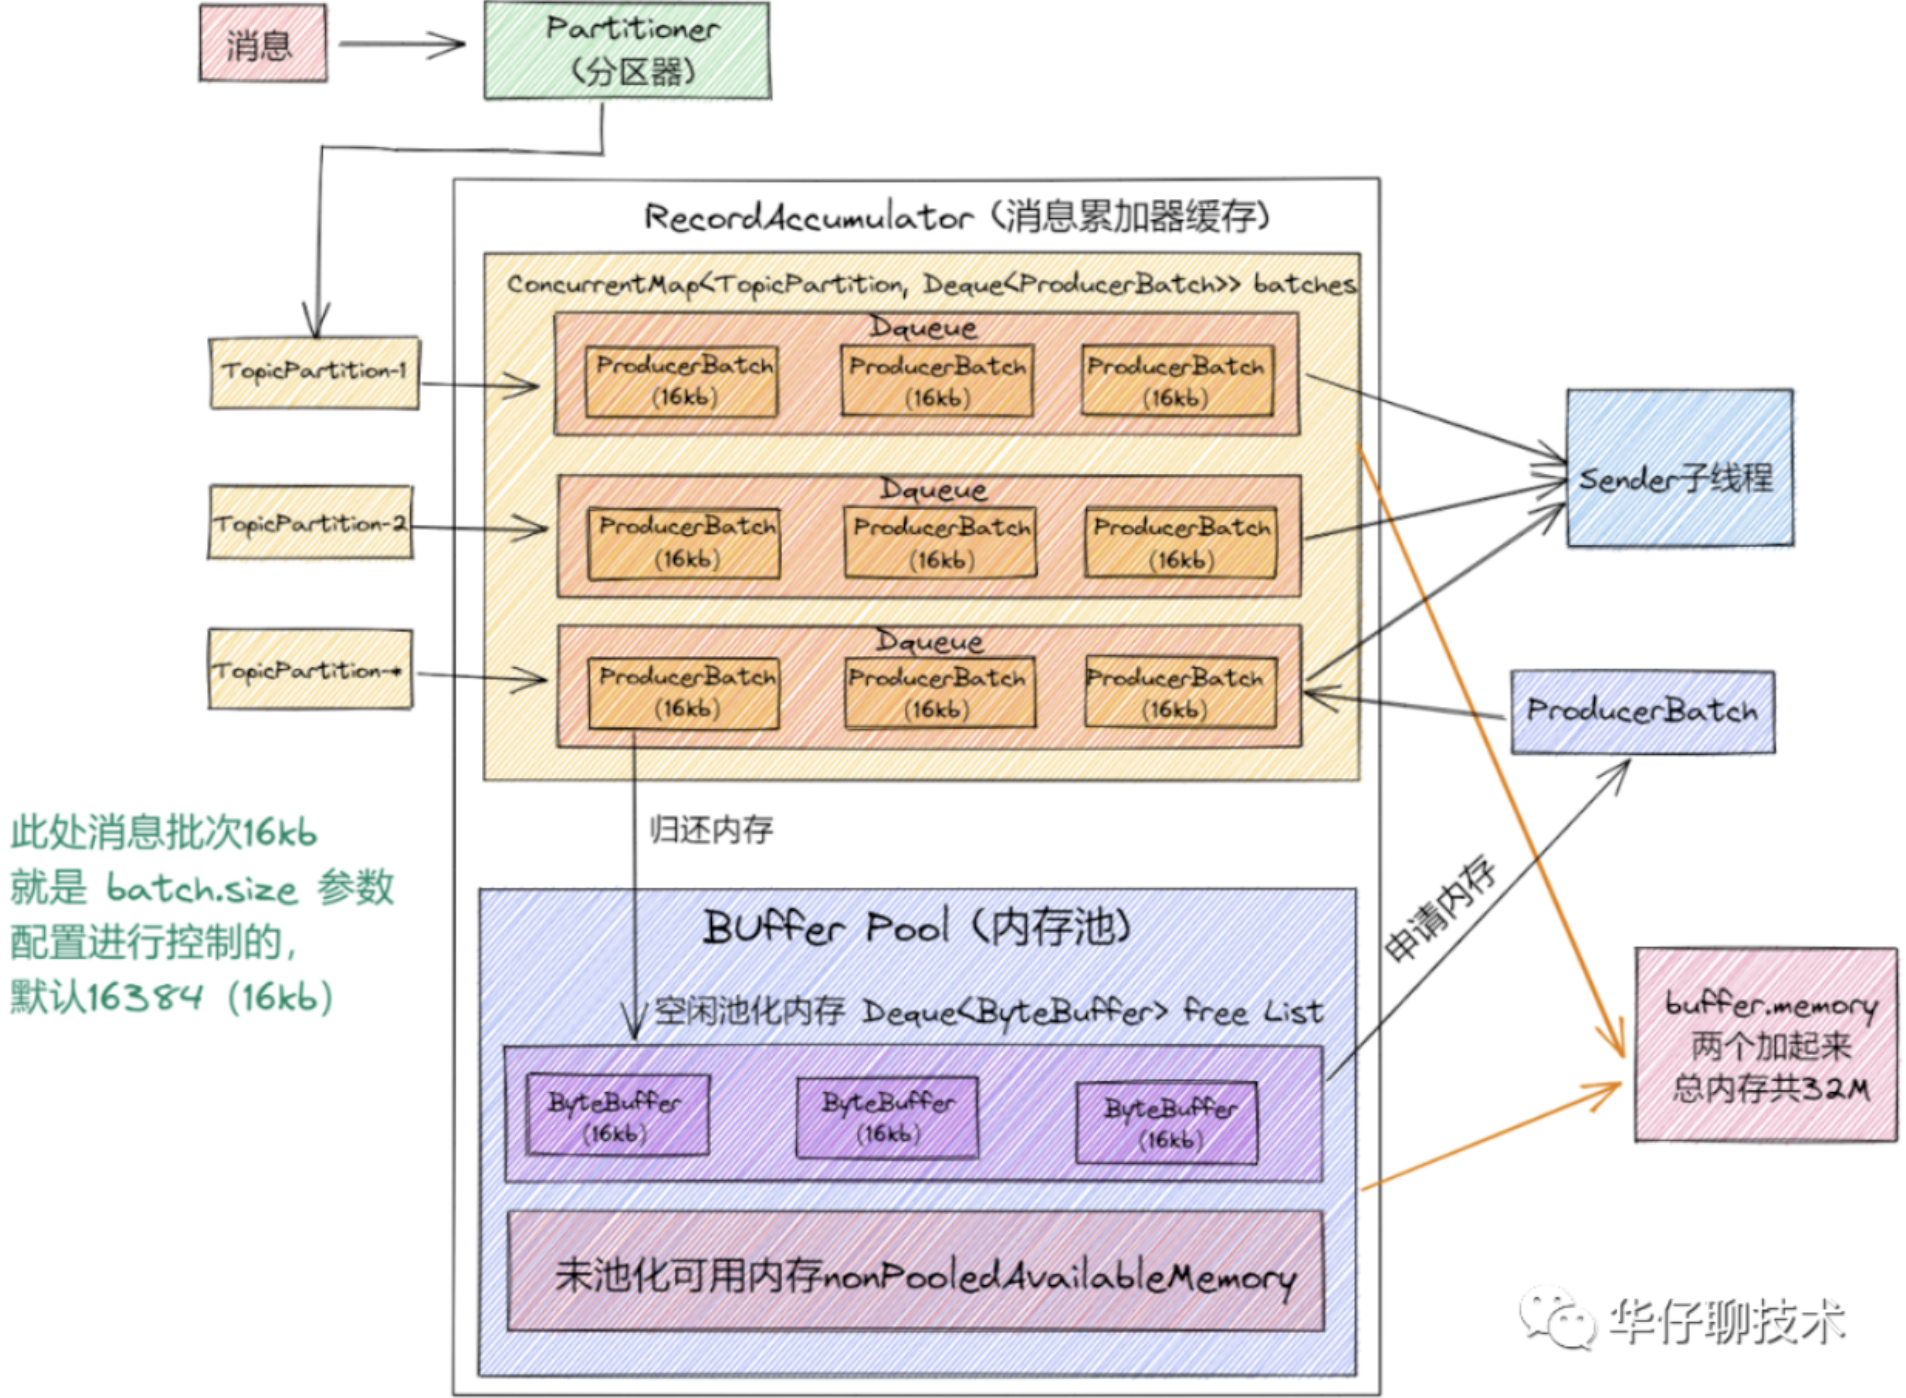 消息
Partitioner
(分区器)
RecordAccumulator (消息累加器缓存)
ConcurrentMap<TopicPartition, Deque<ProducerBatch>> batches
Dqueue
TopicPartition-1
ProducerBatch
(16kb)
ProducerBatch
(16kb)
ProducerBatch
(16kb)
Sender子线程
Dqueue
TopicPartition-2
ProducerBatch
(16kb)
ProducerBatch
(16kb)
ProducerBatch
(16kb)
Dqueue
TopicPartition-*
ProducerBatch
(16kb)
ProducerBatch
(16kb)
ProducerBatch
(16kb)
ProducerBatch
此处消息批次16kb
就是 batch.size 参数
配置进行控制的,
默认16384 (16kb)
归还内存
申请内存
BUffer Pool (内存池)
空闲池化内存 Deque<ByteBuffer> free List
ByteBuffer
(16kb)
ByteBuffer
(16kb)
ByteBuffer
(16kb)
buffer.memory
两个加起来
总内存共32M
未池化可用内存nonPooledAvailableMemory
华仔聊技术